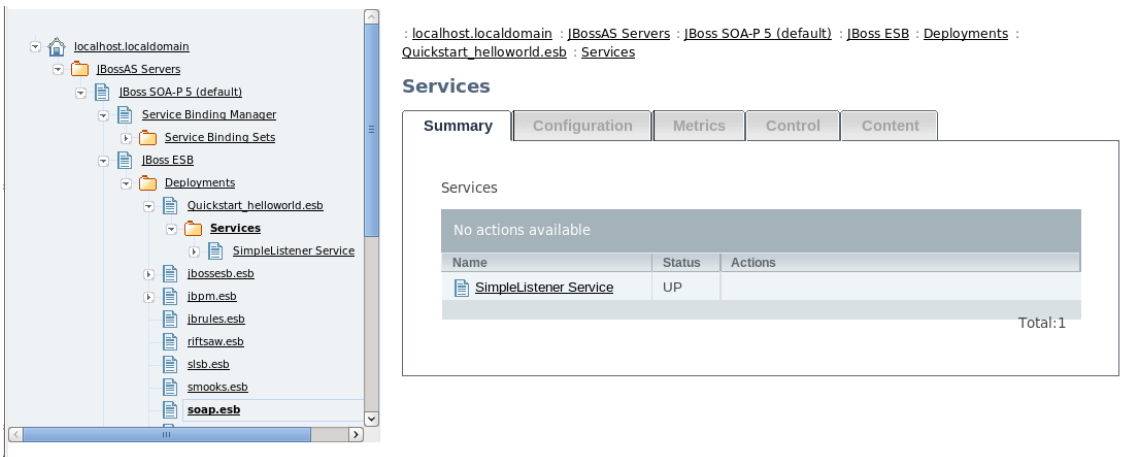 localhost.localdomain
JBossAS Servers
JBoss SOA-P 5 (default)
Service Binding Manager
Service Binding Sets
JBoss ESB
Deployments
Quickstart_helloworld.esb
Services
SimpleListener Service
jbossesb.esb
jbpm.esb
jbrules.esb
riftsaw.esb
slsb.esb
smooks.esb
soap.esb
: localhost.localdomain : JBossAS Servers : JBoss SOA-P 5 (default) : JBoss ESB : Deployments :
Quickstart_helloworld.esb : Services
Services
Summary Configuration Metrics Control Content
Services
No actions available
Name Status Actions
SimpleListener Service UP
Total:1